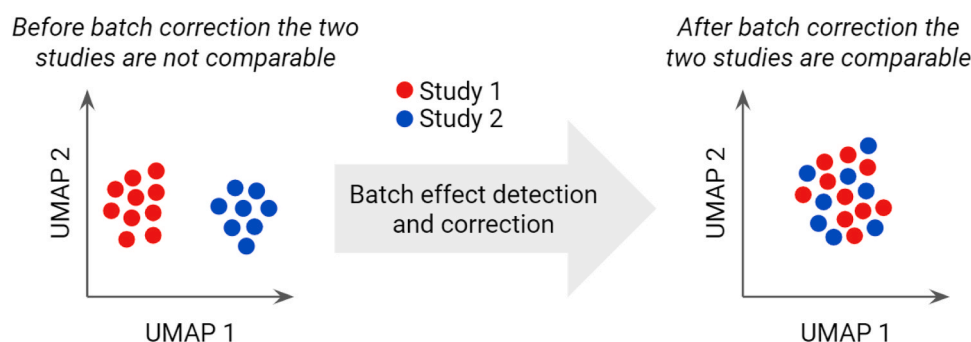 Before batch correction the two
studies are not comparable
UMAP 2
UMAP 1
Study 1
Study 2
Batch effect detection
and correction
After batch correction the
two studies are comparable
UMAP 2
UMAP 1